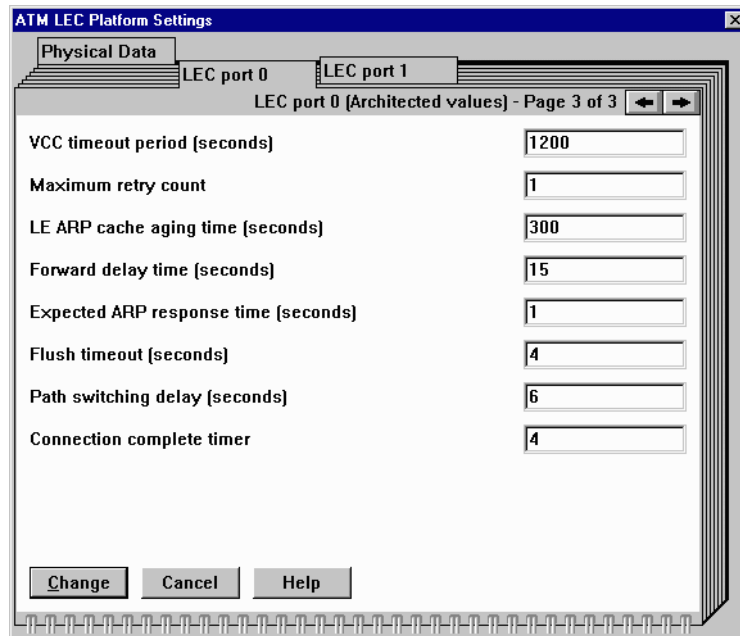 ATM LEC Platform Settings
Physical Data
LEC port 0
LEC port 1
LEC port 0 (Architected values) - Page 3 of 3
VCC timeout period (seconds) 1200
Maximum retry count 1
LE ARP cache aging time (seconds) 300
Forward delay time (seconds) 15
Expected ARP response time (seconds) 1
Flush timeout (seconds) 4
Path switching delay (seconds) 6
Connection complete timer 4
Change Cancel Help